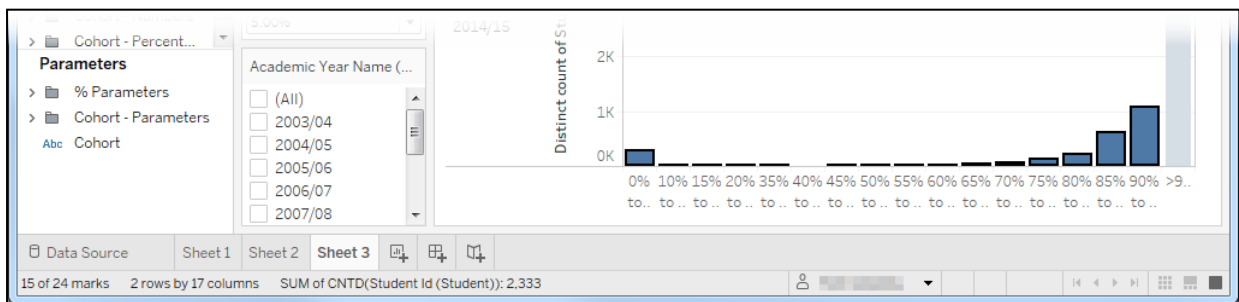 Cohort - Percent...
Parameters
% Parameters
Cohort - Parameters
Abc Cohort
5.00%
Academic Year Name (...
(All)
2003/04
2004/05
2005/06
2006/07
2007/08
2014/15
Distinct count of St
2K
1K
0K
0% 10% 15% 20% 35% 40% 45% 50% 55% 60% 65% 70% 75% 80% 85% 90% >9..
to.. to .. to .. to .. to .. to .. to .. to .. to .. to .. to .. to .. to .. to .. to .. to ..
Data Source Sheet 1 Sheet 2 Sheet 3
15 of 24 marks 2 rows by 17 columns SUM of CNTD(Student Id (Student)): 2,333